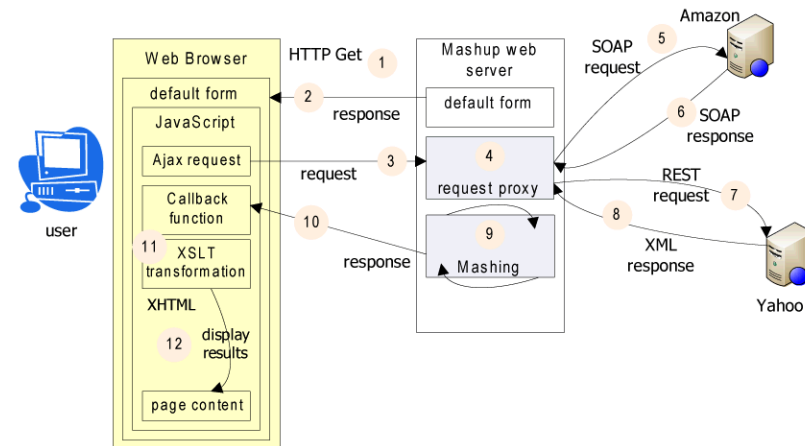 Web Browser
default form
JavaScript
Ajax request
Callback
function
11
XSLT
transformation
XHTML
12
display
results
page content
user
HTTP Get
1
2
response
3
request
10
response
Mashup web
server
default form
4
request proxy
9
Mashing
Amazon
SOAP
request
5
6
SOAP
response
REST
request
7
8
XML
response
Yahoo